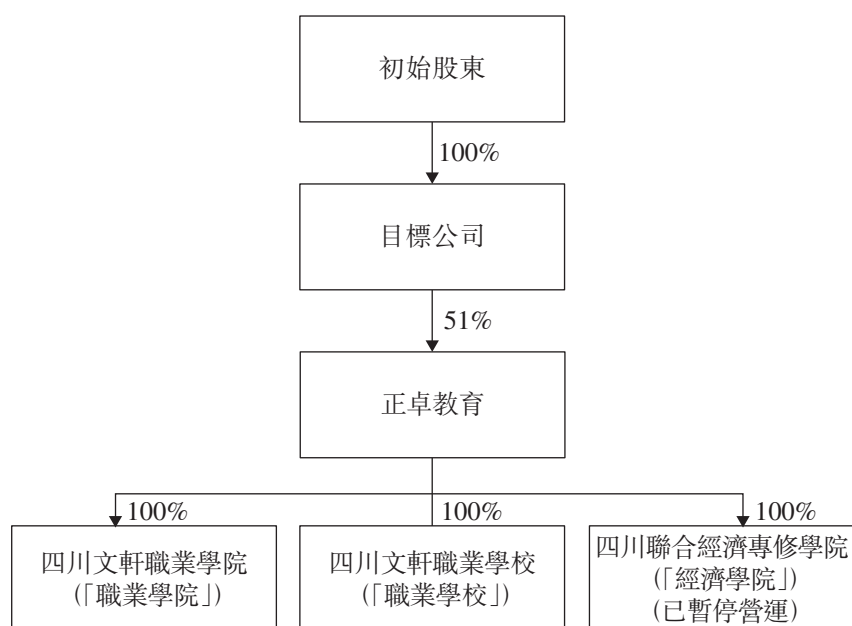 初始股東
100%
目標公司
51%
正卓教育
100%
100%
100%
四川文軒職業學院
(「職業學院」)
四川文軒職業學校
(「職業學校」)
四川聯合經濟專修學院
(「經濟學院」)
(已暫停營運)